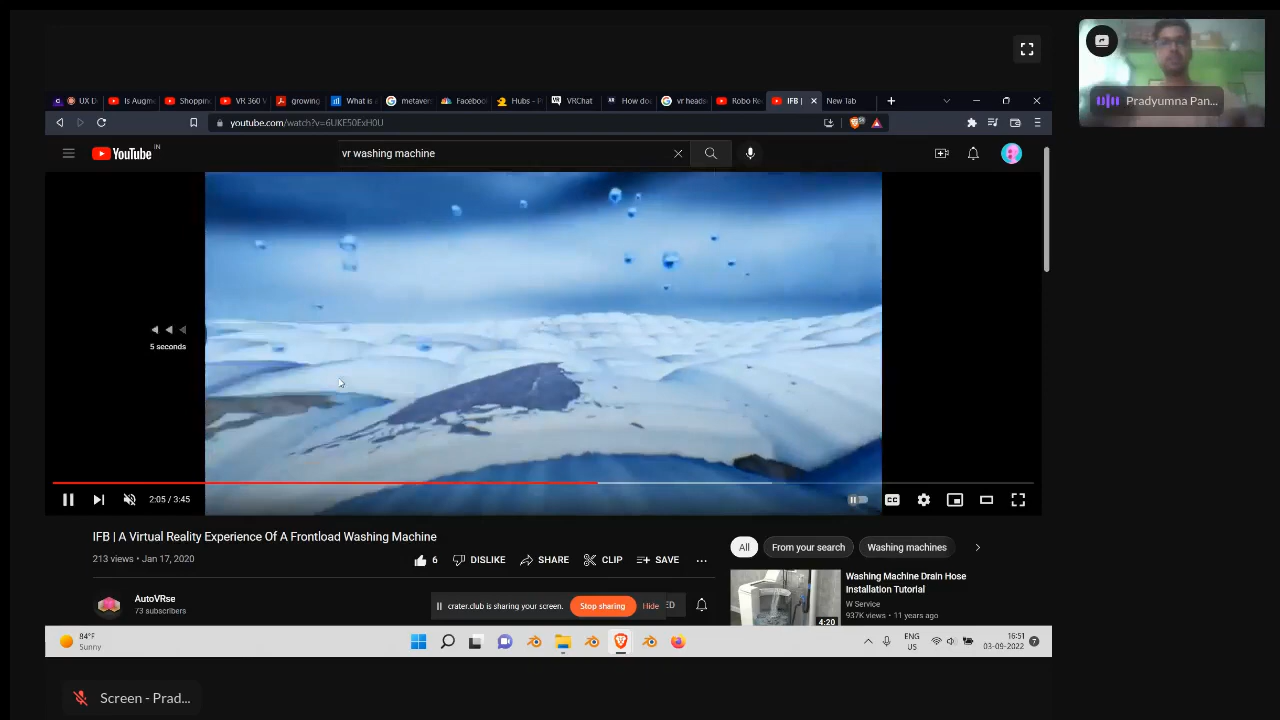 UX D
Is Augm
Shoppin
VR 360 V
growing
What is
metaver
Facebook
Hubs - P
VRChat
How do
vr heads
Robo Re
IFB |
New Tab
youtube.com/watch?v=6UKE50ExH0U
YouTube IN
vr washing machine
5 seconds
2:05 / 3:45
CC
IFB | A Virtual Reality Experience Of A Frontload Washing Machine
213 views • Jan 17, 2020
6
DISLIKE
SHARE
CLIP
SAVE
...
AutoVRse
73 subscribers
crater.club is sharing your screen.
Stop sharing
Hide
ED
All
From your search
Washing machines
Washing Machine Drain Hose
Installation Tutorial
W Service
937K views • 11 years ago
4:20
84°F
Sunny
ENG
US
16:51
03-09-2022
7
Screen - Prad...
Pradyumna Pan...